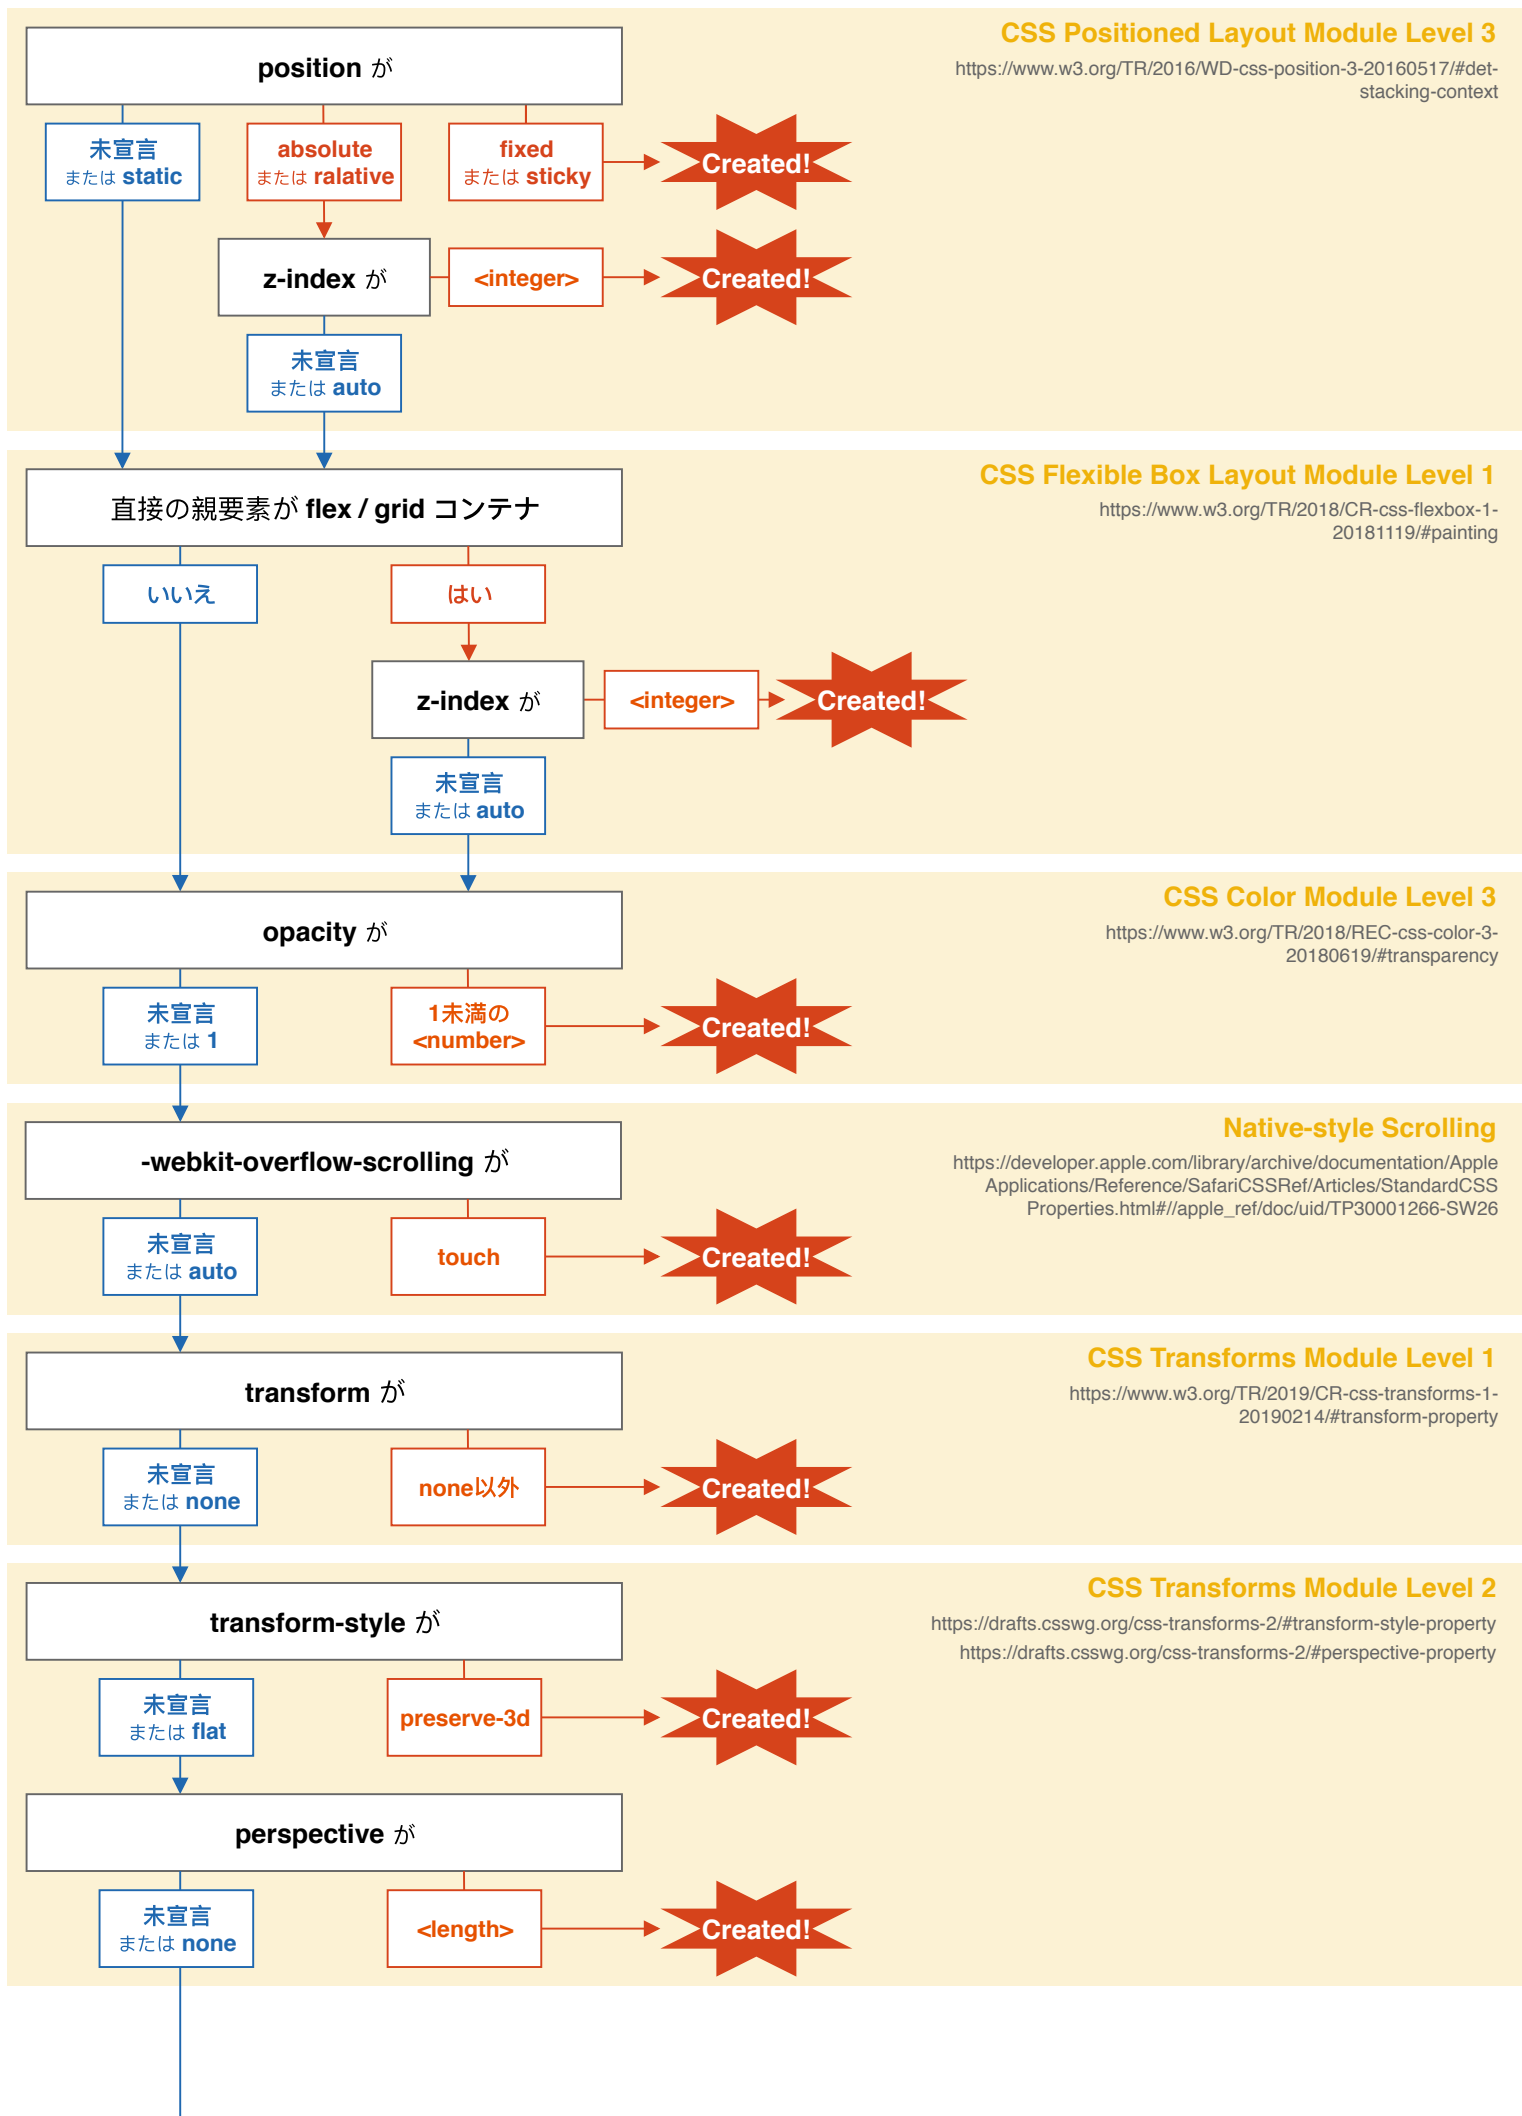 CSS Positioned Layout Module Level 3
https://www.w3.org/TR/2016/WD-css-position-3-20160517/#det-
stacking-context
position が
未宣言
または static
absolute
または ralative
fixed
または sticky
Created!
z-index が
<integer>
Created!
未宣言
または auto
CSS Flexible Box Layout Module Level 1
https://www.w3.org/TR/2018/CR-css-flexbox-1-
20181119/#painting
直接の親要素が flex / grid コンテナ
いいえ
はい
z-index が
<integer>
Created!
未宣言
または auto
CSS Color Module Level 3
https://www.w3.org/TR/2018/REC-css-color-3-
20180619/#transparency
opacity が
未宣言
または 1
1未満の
<number>
Created!
Native-style Scrolling
https://developer.apple.com/library/archive/documentation/Apple
Applications/Reference/SafariCSSRef/Articles/StandardCSS
Properties.html#//apple_ref/doc/uid/TP30001266-SW26
-webkit-overflow-scrolling が
未宣言
または auto
touch
Created!
CSS Transforms Module Level 1
https://www.w3.org/TR/2019/CR-css-transforms-1-
20190214/#transform-property
transform が
未宣言
または none
none以外
Created!
CSS Transforms Module Level 2
https://drafts.csswg.org/css-transforms-2/#transform-style-property
https://drafts.csswg.org/css-transforms-2/#perspective-property
transform-style が
未宣言
または flat
preserve-3d
Created!
perspective が
未宣言
または none
<length>
Created!